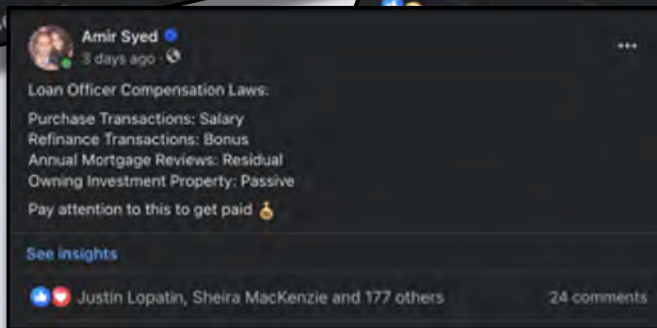 Amir Syed
3 days ago
Loan Officer Compensation Laws:
Purchase Transactions: Salary
Refinance Transactions: Bonus
Annual Mortgage Reviews: Residual
Owning Investment Property: Passive
Pay attention to this to get paid 💰
See insights
Justin Lopatin, Sheira MacKenzie and 177 others
24 comments